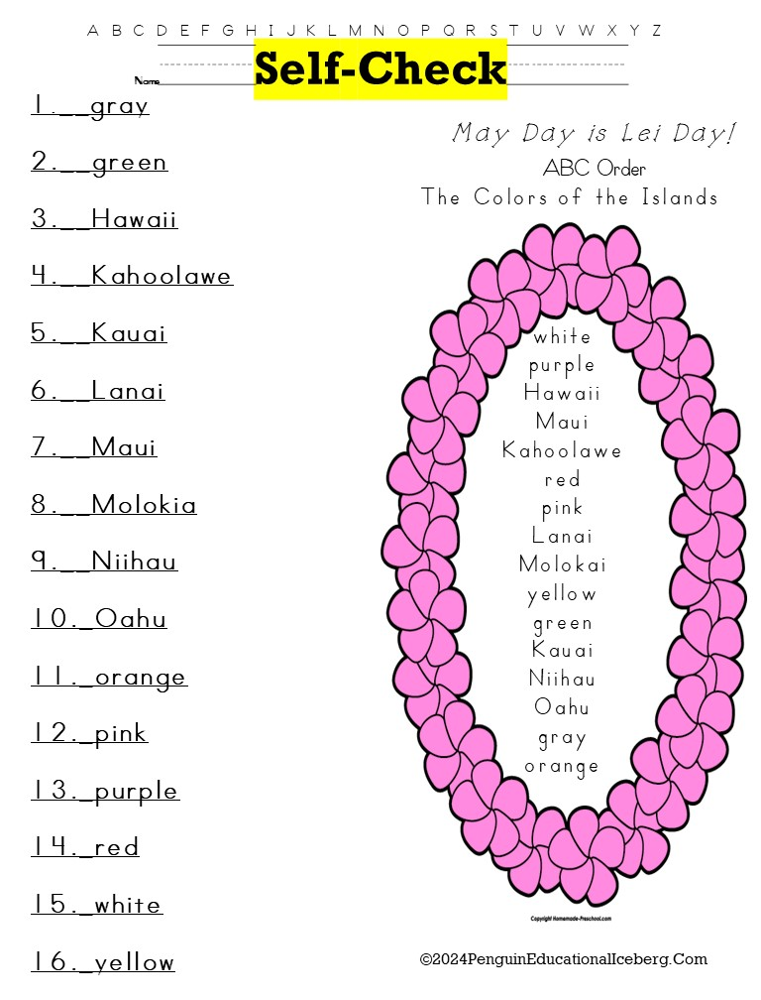 A B C D E F G H I J K L M N O P Q R S T U V W X Y Z
Name
Self-Check
1.__gray
2.__green
3.__Hawaii
4.__Kahoolawe
5.__Kauai
6.__Lanai
7.__Maui
8.__Molokia
9.__Niihau
10._Oahu
11._orange
12._pink
13._purple
14._red
15._white
16._yellow
May Day is Lei Day!
ABC Order
The Colors of the Islands
white
purple
Hawaii
Maui
Kahoolawe
red
pink
Lanai
Molokai
yellow
green
Kauai
Niihau
Oahu
gray
orange
Copyright Homemade-Preschool.com
©2024PenguinEducationalIceberg.Com